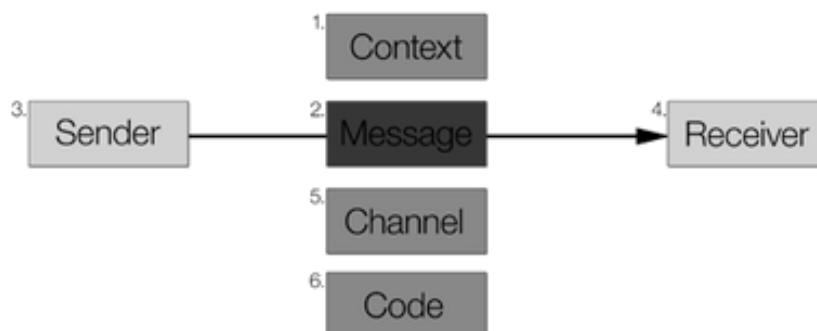 1. Context
3. Sender
2. Message
4. Receiver
5. Channel
6. Code